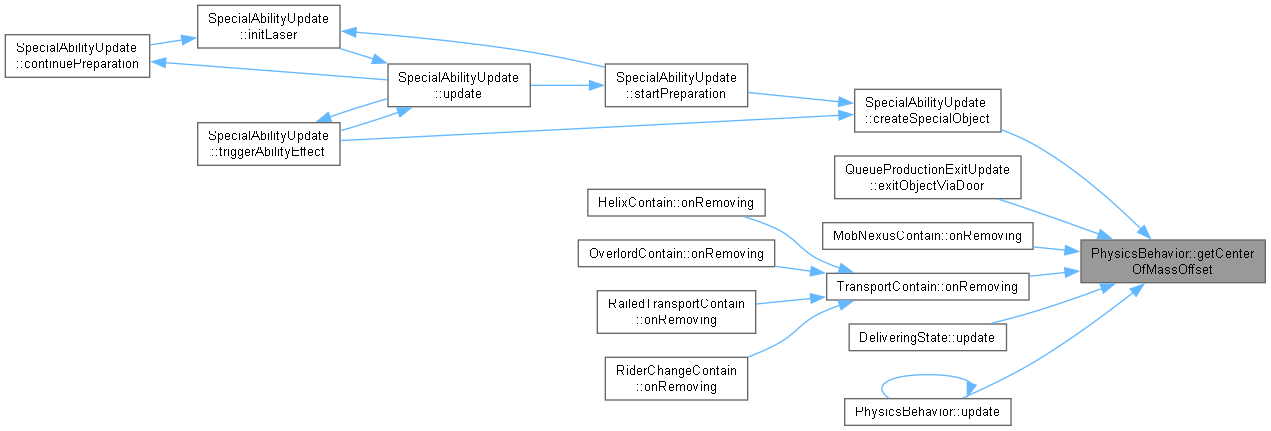 SpecialAbilityUpdate
::initLaser
SpecialAbilityUpdate
::continuePreparation
SpecialAbilityUpdate
::update
SpecialAbilityUpdate
::startPreparation
SpecialAbilityUpdate
::createSpecialObject
SpecialAbilityUpdate
::triggerAbilityEffect
QueueProductionExitUpdate
::exitObjectViaDoor
HelixContain::onRemoving
MobNexusContain::onRemoving
OverlordContain::onRemoving
PhysicsBehavior::getCenter
OfMassOffset
TransportContain::onRemoving
RailedTransportContain
::onRemoving
DeliveringState::update
RiderChangeContain
::onRemoving
PhysicsBehavior::update